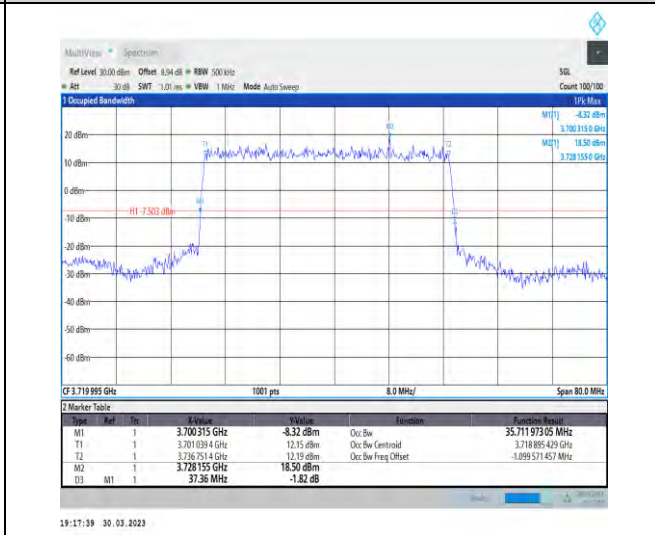 MultiView Spectrum
Ref Level 30.00 dBm Offset 8.94 dB RBW 500 kHz SGL
Att 30 dB SWT 1.01 ms VBW 1 MHz Mode Auto Sweep Count 100/100
1 Occupied Bandwidth 1Pk Max
M1[1] -8.32 dBm
3.700 315 0 GHz
M2[1] 18.50 dBm
3.728 155 0 GHz
20 dBm
M2
T1
T2
10 dBm
0 dBm
M1
H1 -7.503 dBm
D3
-10 dBm
-20 dBm
-30 dBm
-40 dBm
-50 dBm
-60 dBm
CF 3.719 995 GHz 1001 pts 8.0 MHz/ Span 80.0 MHz
2 Marker Table
Type Ref Trc X-Value Y-Value Function Function Result
M1 1 3.700315 GHz -8.32 dBm Occ Bw 35.711 973 05 MHz
T1 1 3.701 039 4 GHz 12.15 dBm Occ Bw Centroid 3.718 895 429 GHz
T2 1 3.736 751 4 GHz 12.19 dBm Occ Bw Freq Offset -1.099 571 457 MHz
M2 1 3.728155 GHz 18.50 dBm
D3 M1 1 37.36 MHz -1.82 dB
19:17:39 30.03.2023